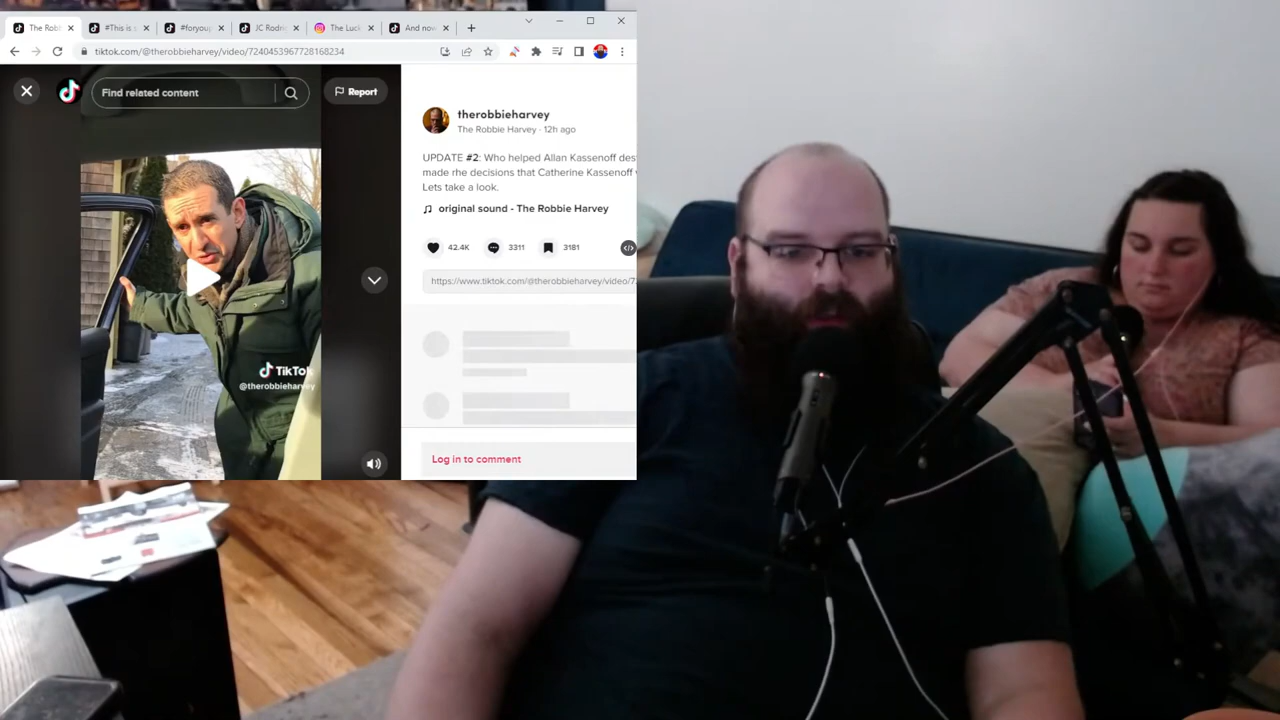 The Robb
#This is s
#foryoup
JC Rodri
The Luck
And now
tiktok.com/@therobbieharvey/video/7240453967728168234
Find related content
Report
therobbieharvey
The Robbie Harvey · 12h ago
UPDATE #2: Who helped Allan Kassenoff des
made rhe decisions that Catherine Kassenoff
Lets take a look.
original sound - The Robbie Harvey
42.4K
3311
3181
https://www.tiktok.com/@therobbieharvey/video/7
TikTok
@therobbieharvey
Log in to comment